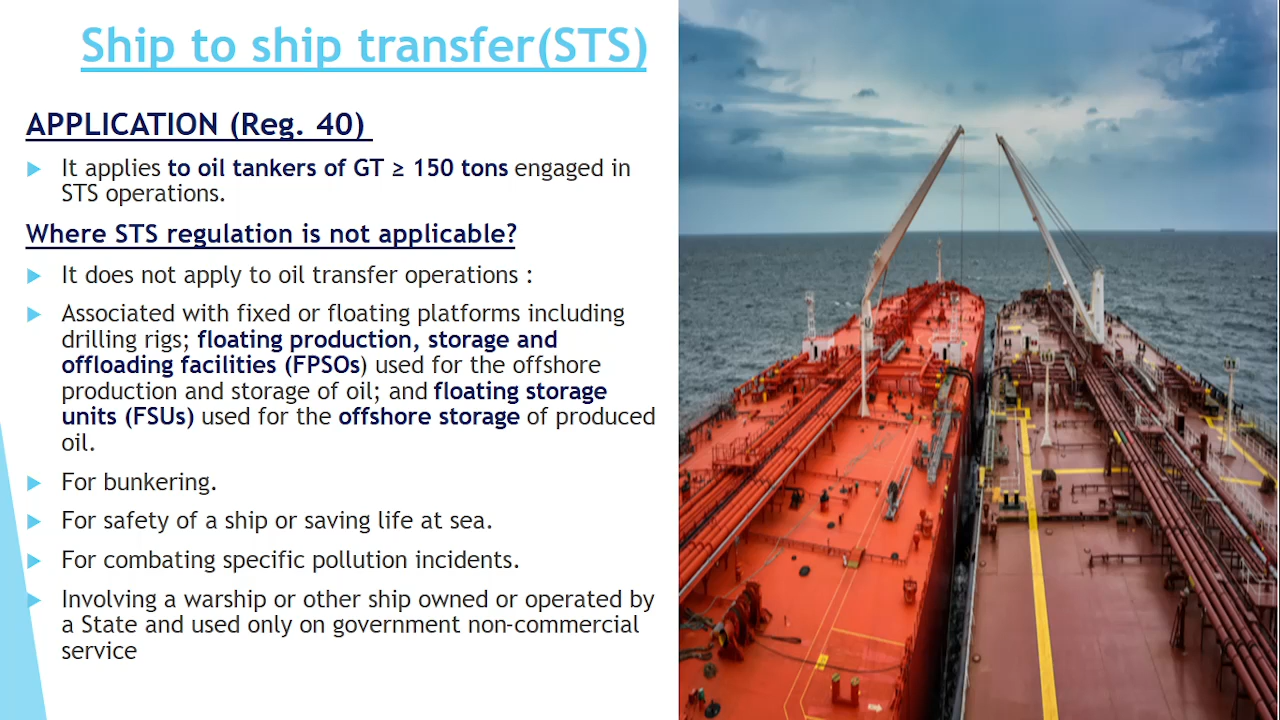 Ship to ship transfer(STS)
APPLICATION (Reg. 40)
It applies to oil tankers of GT ≥ 150 tons engaged in
STS operations.
Where STS regulation is not applicable?
It does not apply to oil transfer operations :
Associated with fixed or floating platforms including
drilling rigs; floating production, storage and
offloading facilities (FPSOs) used for the offshore
production and storage of oil; and floating storage
units (FSUs) used for the offshore storage of produced
oil.
For bunkering.
For safety of a ship or saving life at sea.
For combating specific pollution incidents.
Involving a warship or other ship owned or operated by
a State and used only on government non-commercial
service